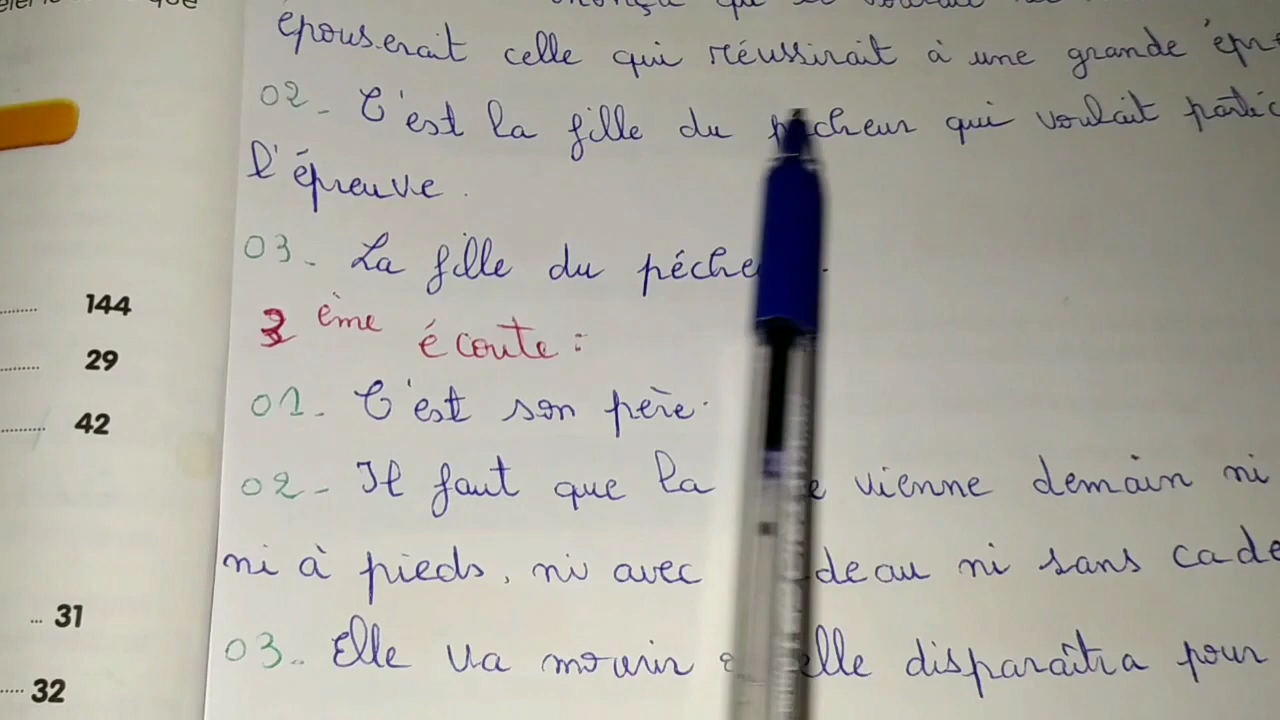 épouserait celle qui réussirait à une grande
02- C'est la fille du qui voulait
l'épreuve.
03- La fille du
144
3 ème écoute :
29
01- C'est son père.
42
02- Il faut que la vienne demain ni
ni à pieds, ni avec ni sans
31
03- Elle va mourir disparaîtra pour
32